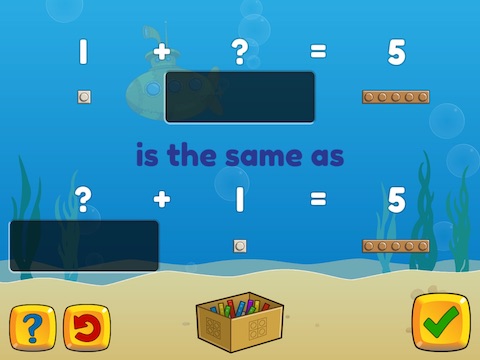 1 + ? = 5
is the same as
? + 1 = 5
?